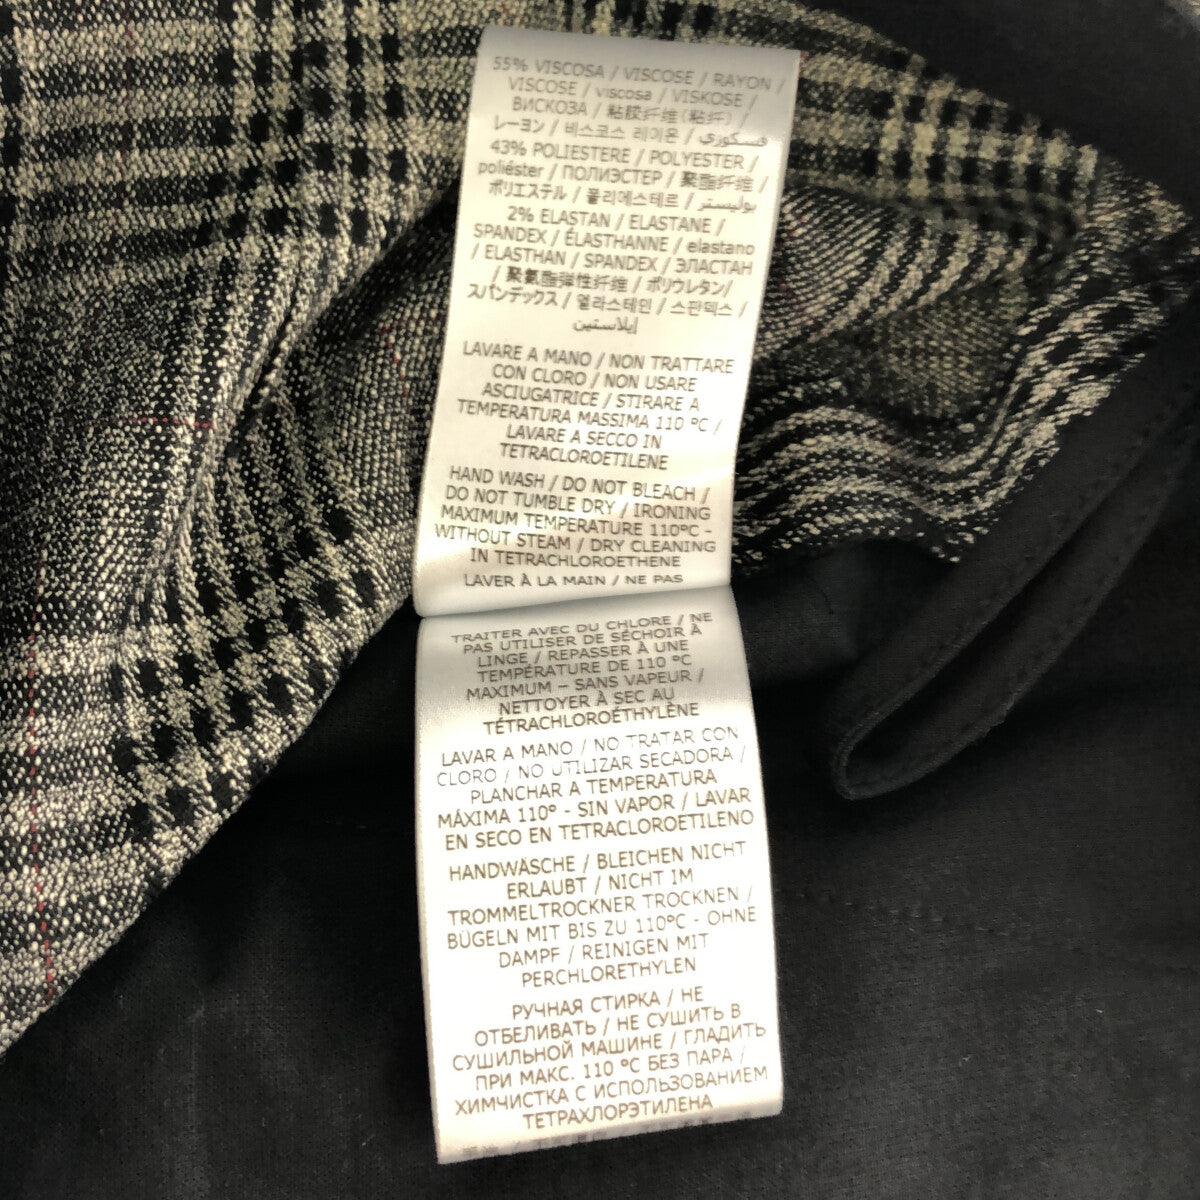 55% VISCOSA / VISCOSE / RAYON /
VISCOSE / viscosa / VISKOSE /
ВИСКОЗА / 粘胶纤维(粘纤) /
レーヨン / 비스코스 레이온 / فيسكوزي
43% POLIESTERE / POLYESTER /
poliéster / ПОЛИЭСТЕР / 聚酯纤维 /
ポリエステル / 폴리에스테르 / بوليستر
2% ELASTAN / ELASTANE /
SPANDEX / ÉLASTHANNE / elastano
/ ELASTHAN / SPANDEX / ЭЛАСТАН
/ 聚氨酯弹性纤维 / ポリウレタン/
スパンデックス / 엘라스테인 / 스판덱스 /
إيلاستين
LAVARE A MANO / NON TRATTARE
CON CLORO / NON USARE
ASCIUGATRICE / STIRARE A
TEMPERATURA MASSIMA 110 ºC /
LAVARE A SECCO IN
TETRACLOROETILENE
HAND WASH / DO NOT BLEACH /
DO NOT TUMBLE DRY / IRONING
MAXIMUM TEMPERATURE 110ºC -
WITHOUT STEAM / DRY CLEANING
IN TETRACHLOROETHENE
LAVER À LA MAIN / NE PAS
TRAITER AVEC DU CHLORE / NE
PAS UTILISER DE SÉCHOIR À
LINGE / REPASSER À UNE
TEMPÉRATURE DE 110 ºC
MAXIMUM – SANS VAPEUR /
NETTOYER À SEC AU
TÉTRACHLOROÉTHYLÈNE
LAVAR A MANO / NO TRATAR CON
CLORO / NO UTILIZAR SECADORA /
PLANCHAR A TEMPERATURA
MÁXIMA 110º - SIN VAPOR / LAVAR
EN SECO EN TETRACLOROETILENO
HANDWÄSCHE / BLEICHEN NICHT
ERLAUBT / NICHT IM
TROMMELTROCKNER TROCKNEN /
BÜGELN MIT BIS ZU 110ºC - OHNE
DAMPF / REINIGEN MIT
PERCHLORETHYLEN
РУЧНАЯ СТИРКА / НЕ
ОТБЕЛИВАТЬ / НЕ СУШИТЬ В
СУШИЛЬНОЙ МАШИНЕ / ГЛАДИТЬ
ПРИ МАКС. 110 ºC БЕЗ ПАРА /
ХИМЧИСТКА С ИСПОЛЬЗОВАНИЕМ
ТЕТРАХЛОРЭТИЛЕНА